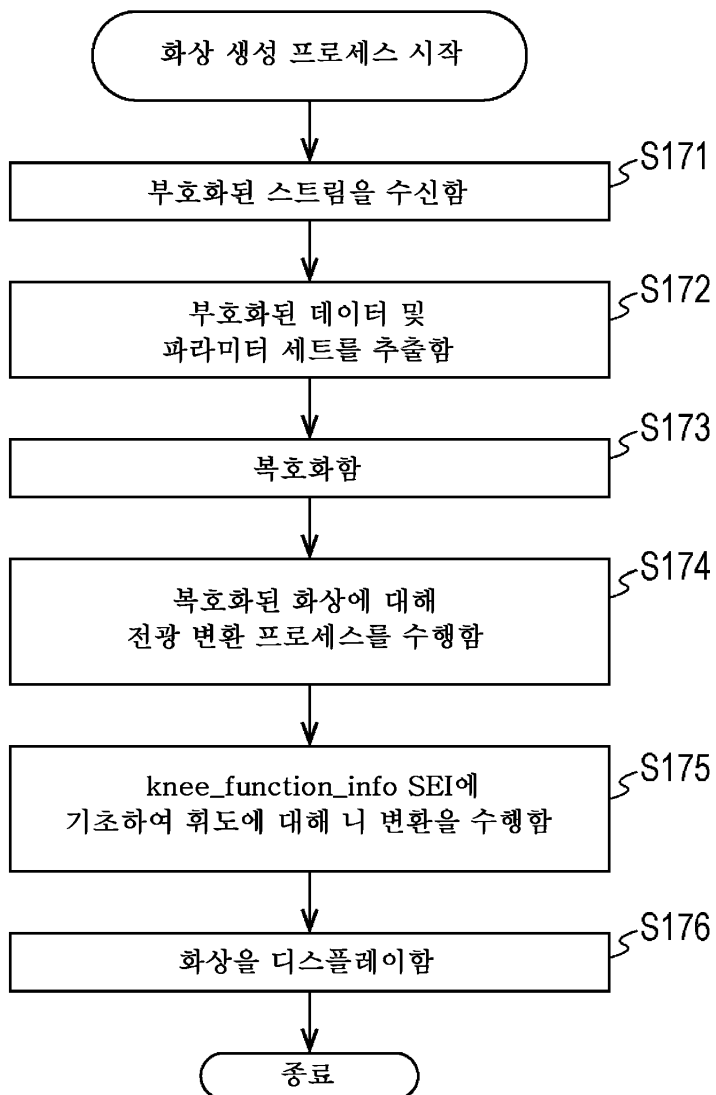 화상 생성 프로세스 시작
S171
부호화된 스트림을 수신함
S172
부호화된 데이터 및
파라미터 세트를 추출함
S173
복호화함
S174
복호화된 화상에 대해
전광 변환 프로세스를 수행함
S175
knee_function_info SEI에
기초하여 휘도에 대해 니 변환을 수행함
S176
화상을 디스플레이함
종료